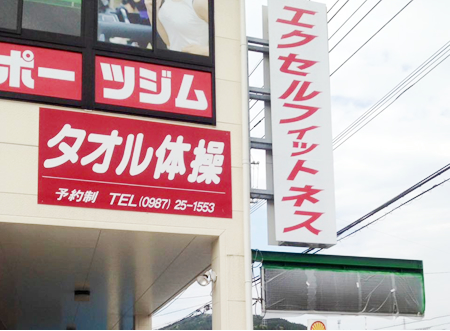 ポーツジム
タオル体操
予約制 TEL(0987) 25-1553
エクセルフィットネス